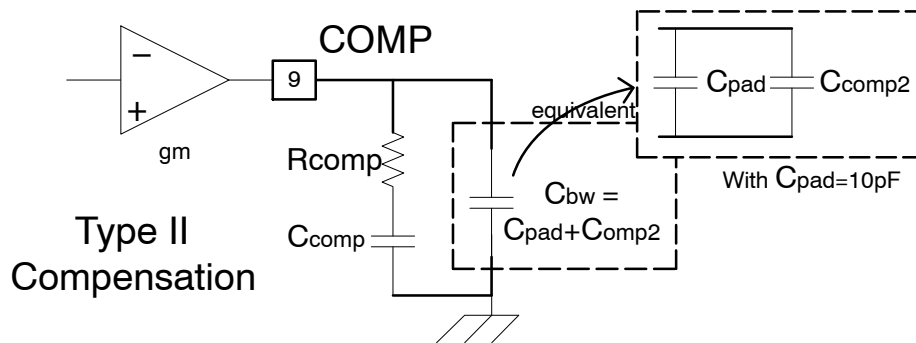 COMP
−
+
9
gm
equivalent
Cpad
Ccomp2
With Cpad=10pF
Rcomp
Ccomp
Cbw =
Cpad+Comp2
Type II
Compensation